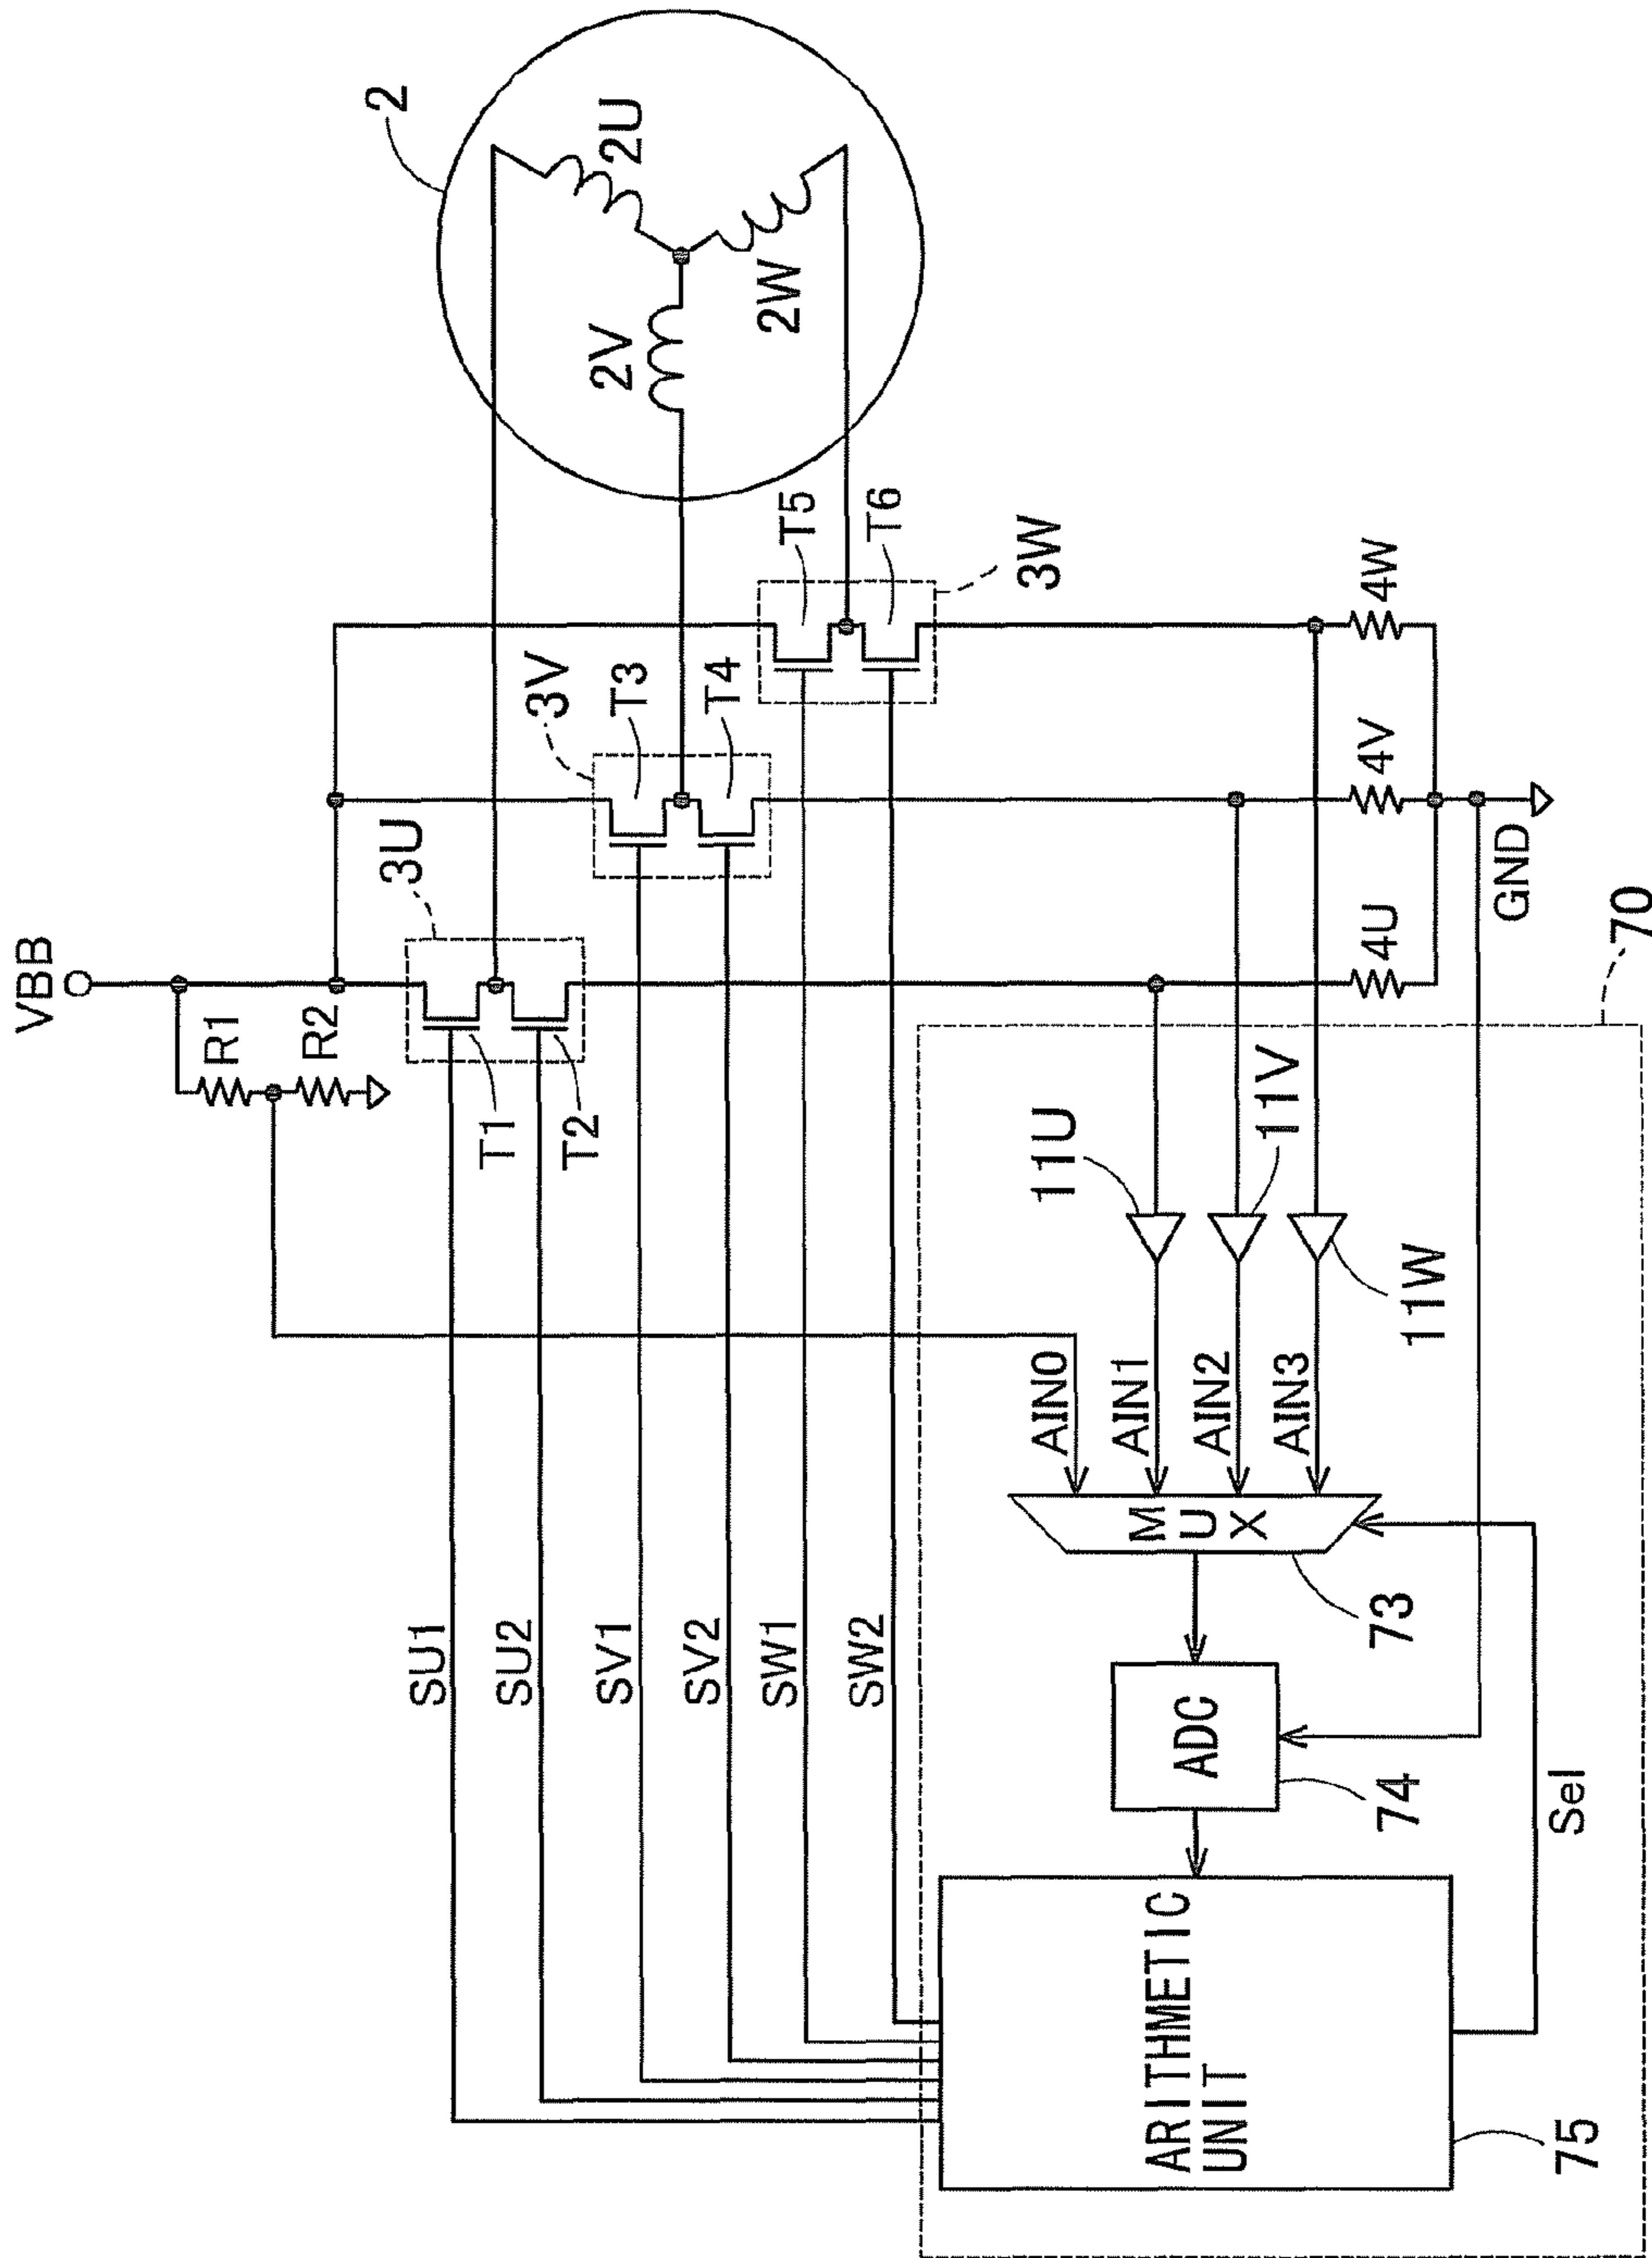 VBB
R1
R2
3U
T1
T2
3V
T3
T4
T5
T6
3W
2
2U
2V
2W
SU1
SU2
SV1
SV2
SW1
SW2
4U
4V
4W
GND
70
11U
11V
11W
AIN0
AIN1
AIN2
AIN3
MUX
73
ADC
74
Sel
ARITHMETIC
UNIT
75